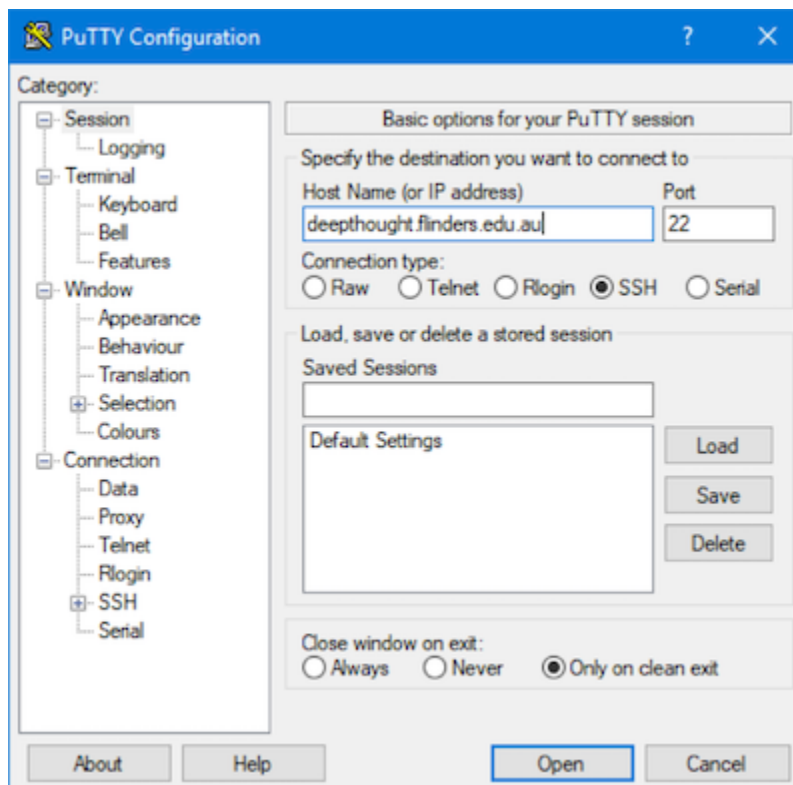 PuTTY Configuration
?
Category:
Session
Logging
Terminal
Keyboard
Bell
Features
Window
Appearance
Behaviour
Translation
Selection
Colours
Connection
Data
Proxy
Telnet
Rlogin
SSH
Serial
Basic options for your PuTTY session
Specify the destination you want to connect to
Host Name (or IP address) Port
deepthought.flinders.edu.au 22
Connection type:
Raw Telnet Rlogin SSH Serial
Load, save or delete a stored session
Saved Sessions
Default Settings
Load
Save
Delete
Close window on exit:
Always Never Only on clean exit
About Help Open Cancel